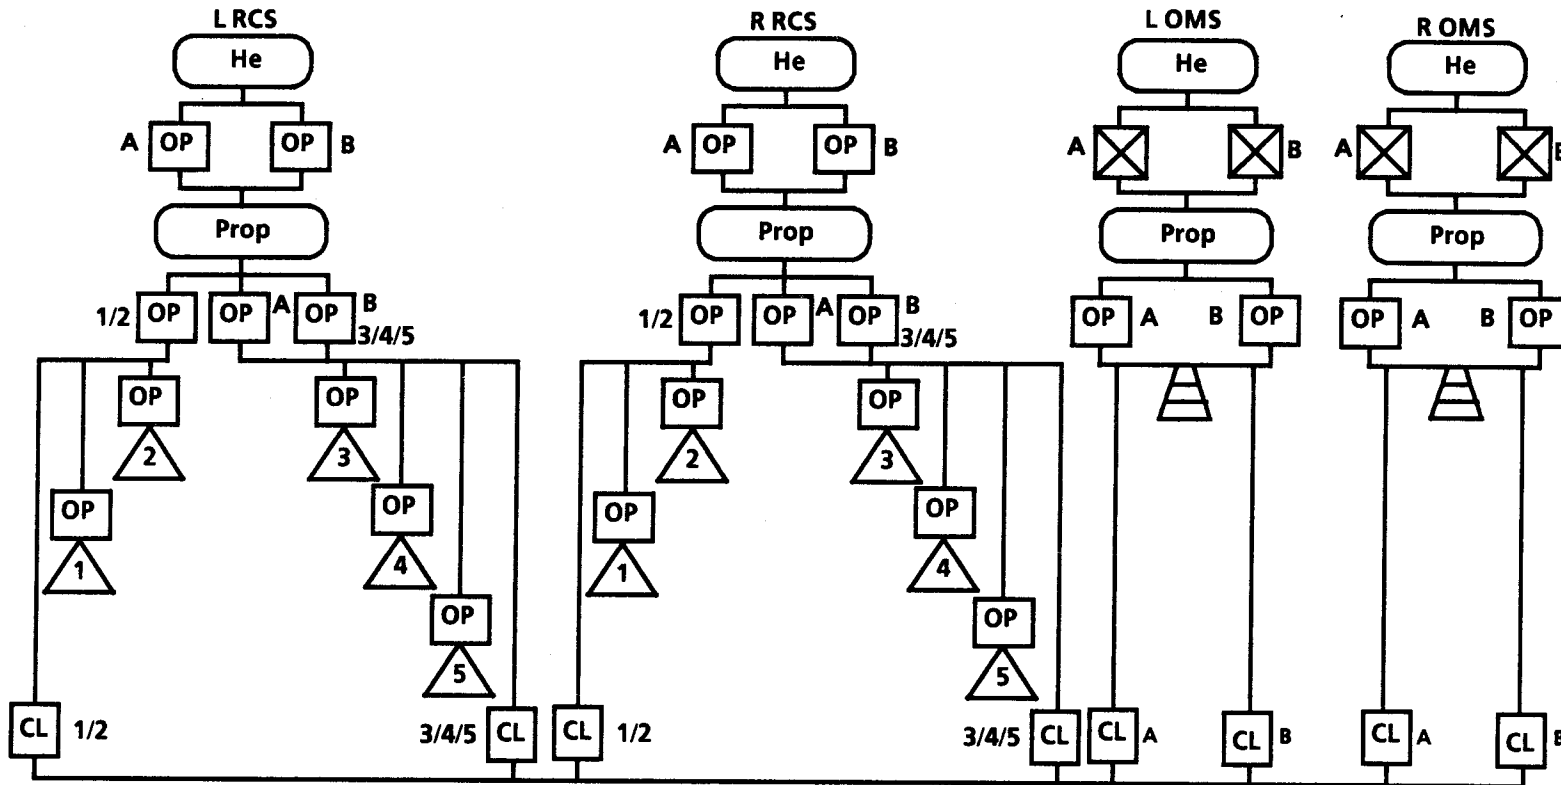 L RCS R RCS L OMS R OMS
He He He He
A OP OP B A OP OP B A B A B
Prop Prop Prop Prop
1/2 OP OP A OP B 3/4/5 1/2 OP OP A OP B 3/4/5 OP A B OP OP A B OP
OP OP OP OP
2 3 2 3
OP OP OP OP
1 4 1 4
OP OP
5 5
CL 1/2 3/4/5 CL CL 1/2 3/4/5 CL CL A CL B CL A CL B